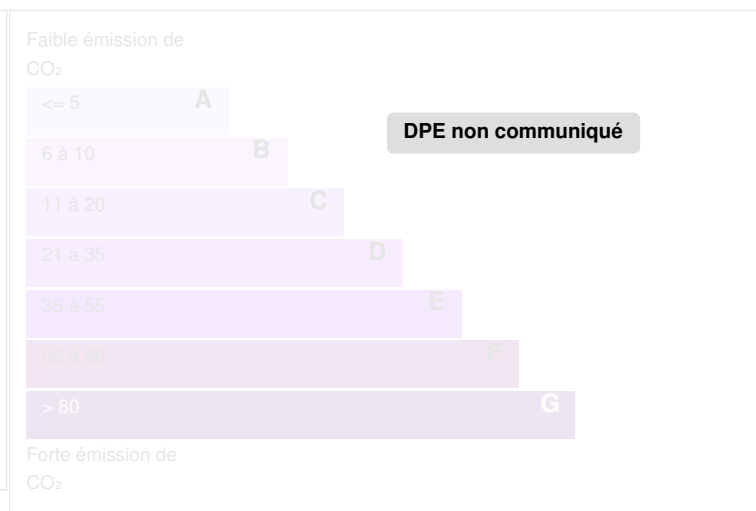 Faible émission de
CO₂
<= 5 A
DPE non communiqué
6 à 10 B
11 à 20 C
21 à 35 D
36 à 55 E
56 à 80 F
> 80 G
Forte émission de
CO₂